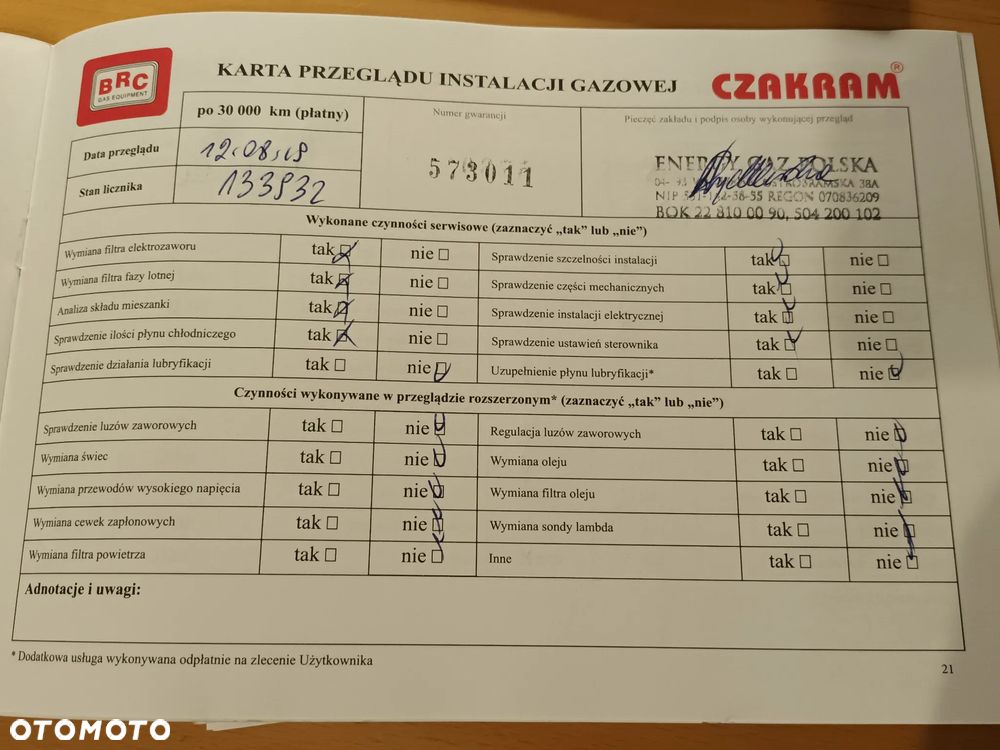 BRC
GAS EQUIPMENT
KARTA PRZEGLĄDU INSTALACJI GAZOWEJ
CZAKRAM®
po 30 000 km (płatny)
Numer gwarancji
Pieczęć zakładu i podpis osoby wykonującej przegląd
Data przeglądu
12.08.19
573011
ENERGY GAZ POLSKA
38A
Stan licznika
133932
REGON 070836209
BOK 22 810 00 90, 504 200 102
Wykonane czynności serwisowe (zaznaczyć „tak” lub „nie”)
Wymiana filtra elektrozaworu tak nie Sprawdzenie szczelności instalacji tak nie
Wymiana filtra fazy lotnej tak nie Sprawdzenie części mechanicznych tak nie
Analiza składu mieszanki tak nie Sprawdzenie instalacji elektrycznej tak nie
Sprawdzenie ilości płynu chłodniczego tak nie Sprawdzenie ustawień sterownika tak nie
Sprawdzenie działania lubryfikacji tak nie Uzupełnienie płynu lubryfikacji* tak nie
Czynności wykonywane w przeglądzie rozszerzonym* (zaznaczyć „tak” lub „nie”)
Sprawdzenie luzów zaworowych tak nie Regulacja luzów zaworowych tak nie
Wymiana świec tak nie Wymiana oleju tak nie
Wymiana przewodów wysokiego napięcia tak nie Wymiana filtra oleju tak nie
Wymiana cewek zapłonowych tak nie Wymiana sondy lambda tak nie
Wymiana filtra powietrza tak nie Inne tak nie
Adnotacje i uwagi:
* Dodatkowa usługa wykonywana odpłatnie na zlecenie Użytkownika
21
OTOMOTO